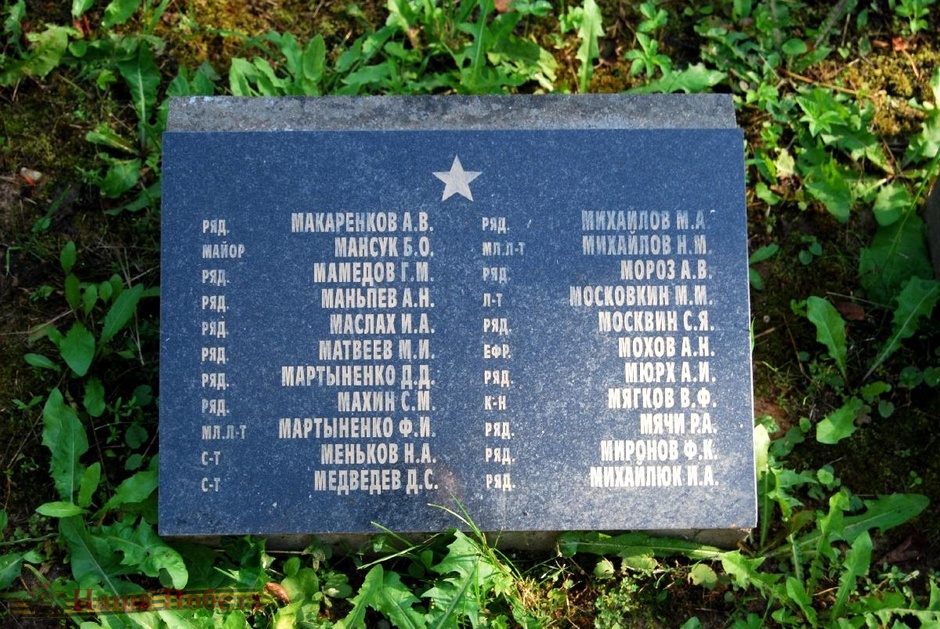 РЯД. МАКАРЕНКОВ А.В.
МАЙОР МАНСУК Б.О.
РЯД. МАМЕДОВ Г.М.
РЯД. МАНЬПЕВ А.Н.
РЯД. МАСЛАХ И.А.
РЯД. МАТВЕЕВ М.И.
РЯД. МАРТЫНЕНКО Д.Д.
РЯД. МАХИН С.М.
МЛ.Л-Т МАРТЫНЕНКО Ф.И.
С-Т МЕНЬКОВ Н.А.
С-Т МЕДВЕДЕВ Д.С.
РЯД. МИХАЙЛОВ М.А
МЛ.Л-Т МИХАЙЛОВ Н.М.
РЯД. МОРОЗ А.В.
Л-Т МОСКОВКИН М.И.
РЯД. МОСКВИН С.Я.
ЕФР. МОХОВ А.Н.
РЯД. МЮРХ А.И.
К-Н МЯГКОВ В.Ф.
РЯД. МЯЧИ Р.А.
РЯД. МИРОНОВ Ф.К.
РЯД. МИХАЙЛЮК И.А.